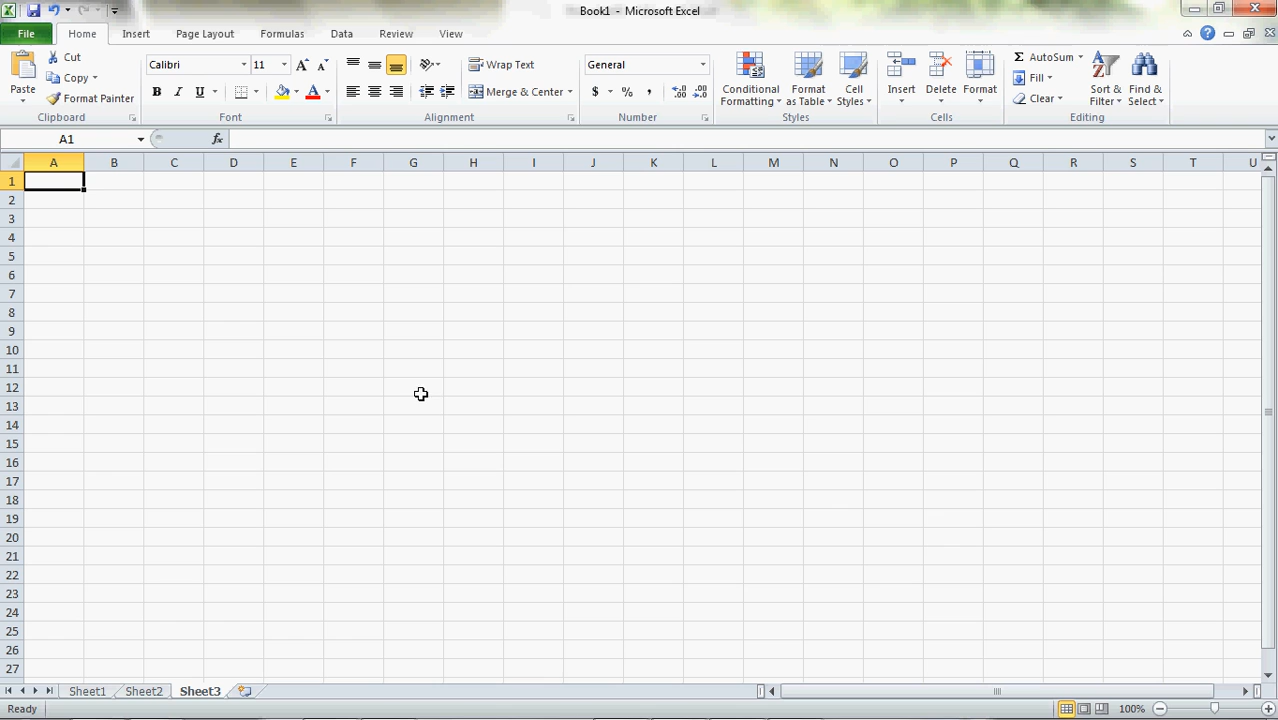 Book1 - Microsoft Excel
File Home Insert Page Layout Formulas Data Review View
Paste
Cut
Copy
Format Painter
Clipboard
Calibri 11
B I U A
Font
Wrap Text
Merge & Center
Alignment
General
$ % ,
Number
Conditional Formatting
Format as Table
Cell Styles
Styles
Insert
Delete
Format
Cells
Σ AutoSum
Fill
Clear
Sort & Filter
Find & Select
Editing
A1 fx
A B C D E F G H I J K L M N O P Q R S T U
1
2
3
4
5
6
7
8
9
10
11
12
13
14
15
16
17
18
19
20
21
22
23
24
25
26
27
Sheet1 Sheet2 Sheet3
Ready 100%